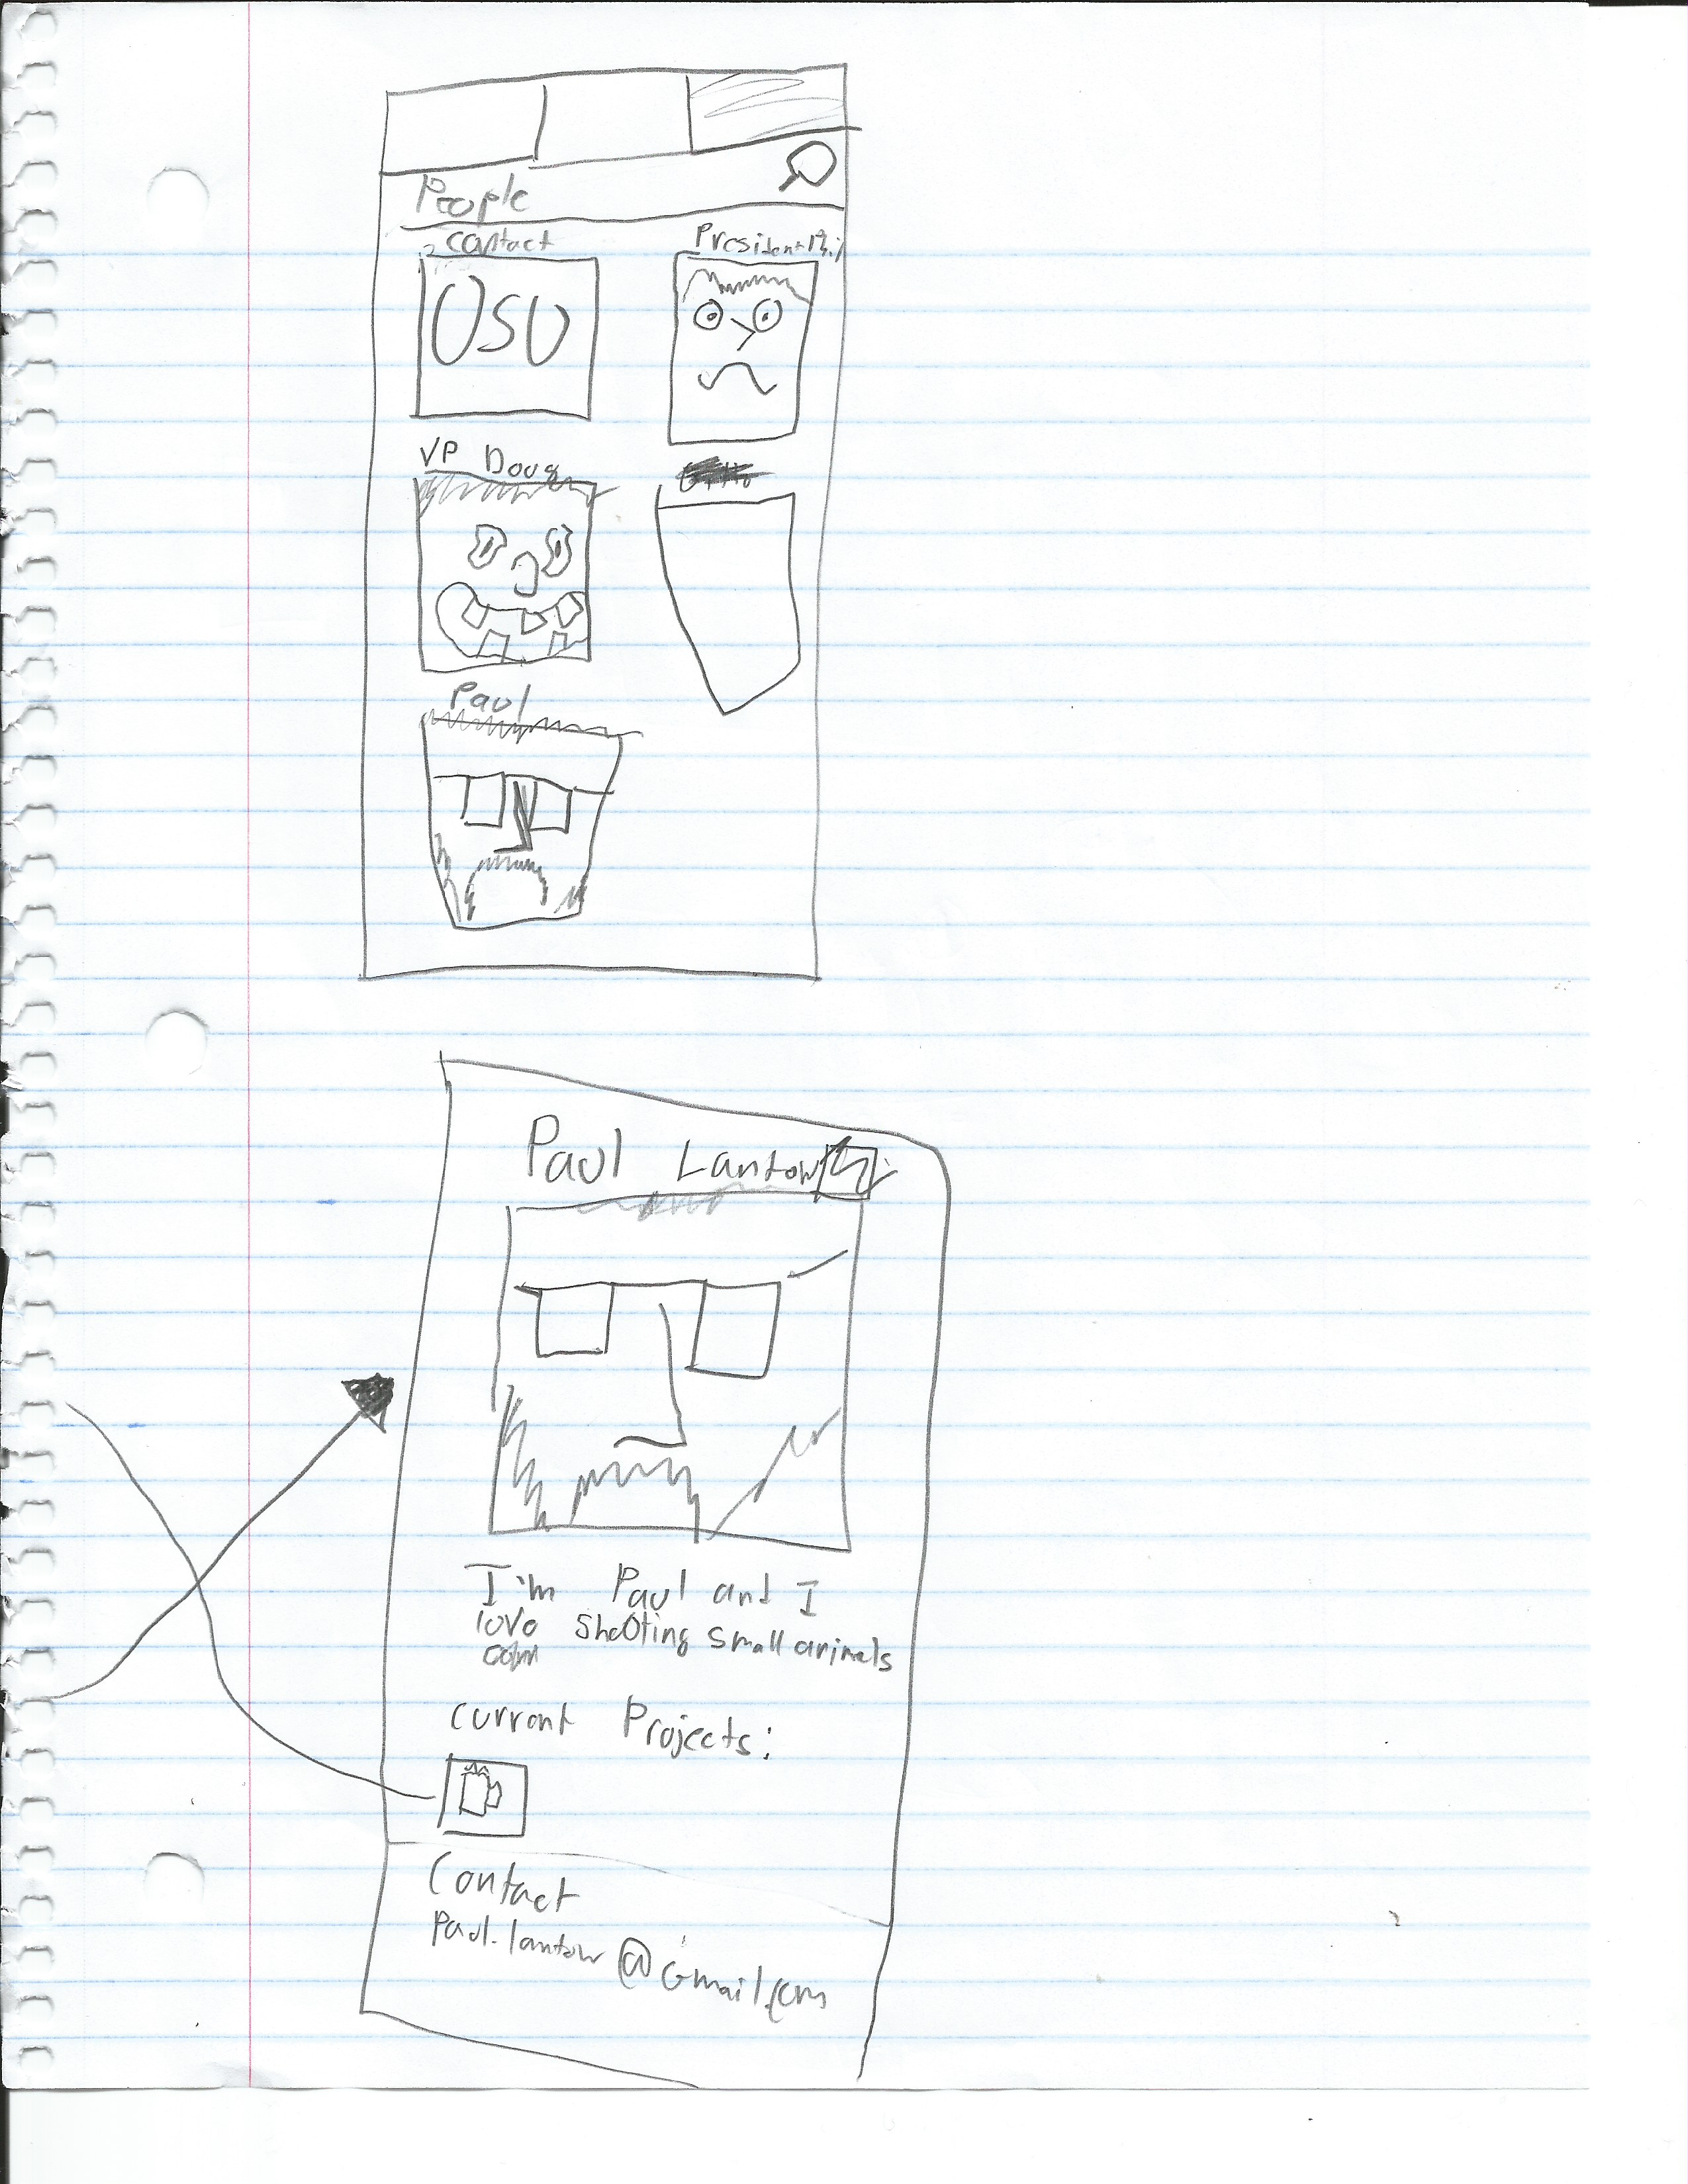 People
Contact
President Phil
OSU
VP Doug
Paul
Paul Lantow
I'm Paul and I
love shooting small animals
current Projects:
Contact
Paul.lantow@Gmail.com